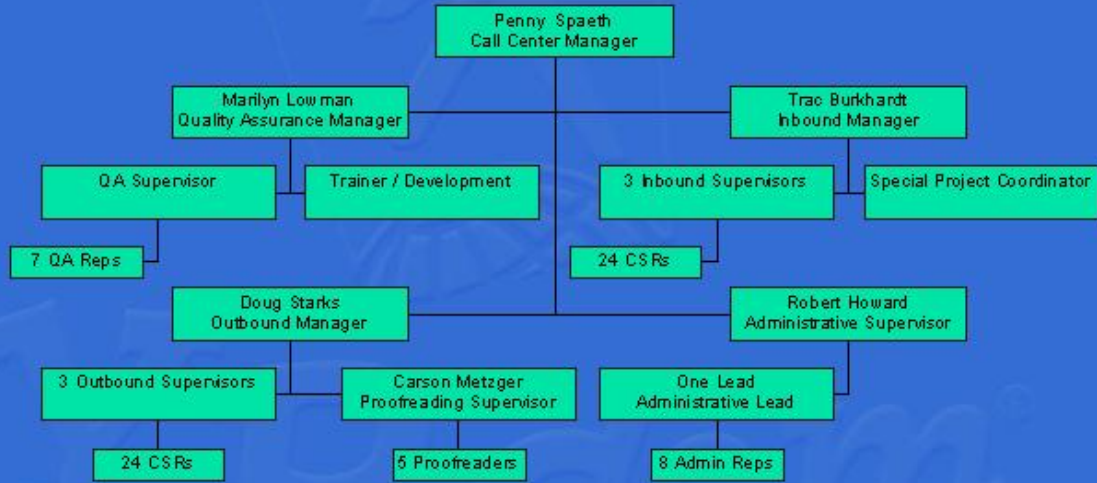 Penny Spaeth
Call Center Manager
Marilyn Lowman
Quality Assurance Manager
Trac Burkhardt
Inbound Manager
QA Supervisor
Trainer / Development
3 Inbound Supervisors
Special Project Coordinator
7 QA Reps
24 CSRs
Doug Starks
Outbound Manager
Robert Howard
Administrative Supervisor
3 Outbound Supervisors
Carson Metzger
Proofreading Supervisor
One Lead
Administrative Lead
24 CSRs
5 Proofreaders
8 Admin Reps